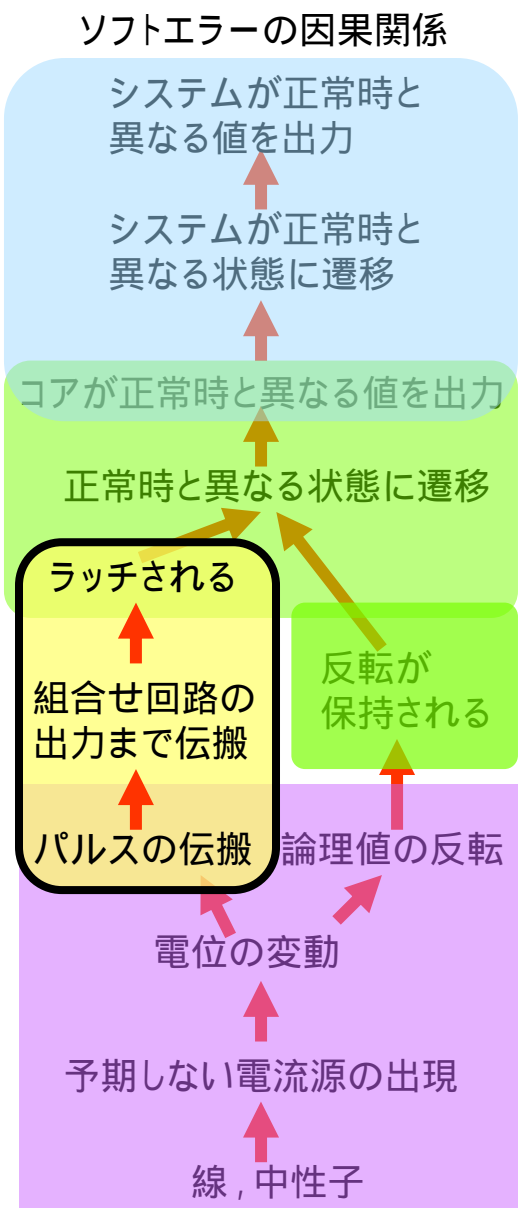 ソフトエラーの因果関係
システムが正常時と
異なる値を出力
システムが正常時と
異なる状態に遷移
コアが正常時と異なる値を出力
正常時と異なる状態に遷移
ラッチされる
反転が
保持される
組合せ回路の
出力まで伝搬
パルスの伝搬
論理値の反転
電位の変動
予期しない電流源の出現
線 , 中性子